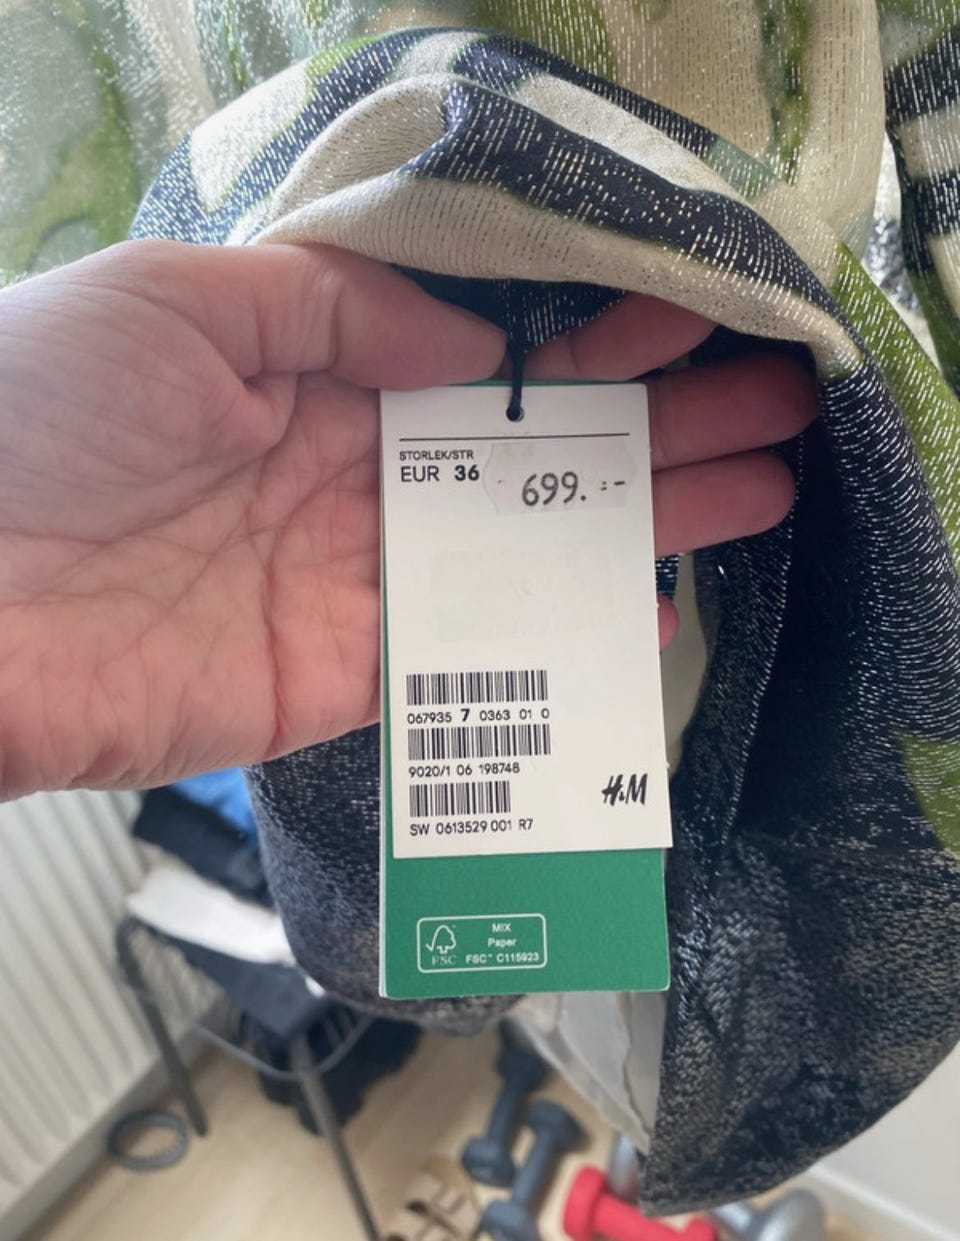 STORLEK/STR
EUR 36
699. :-
067935 7 0363 01 0
9020/1 06 198748
H&M
SW 0613529 001 R7
MIX
Paper
FSC
FSC™ C115923